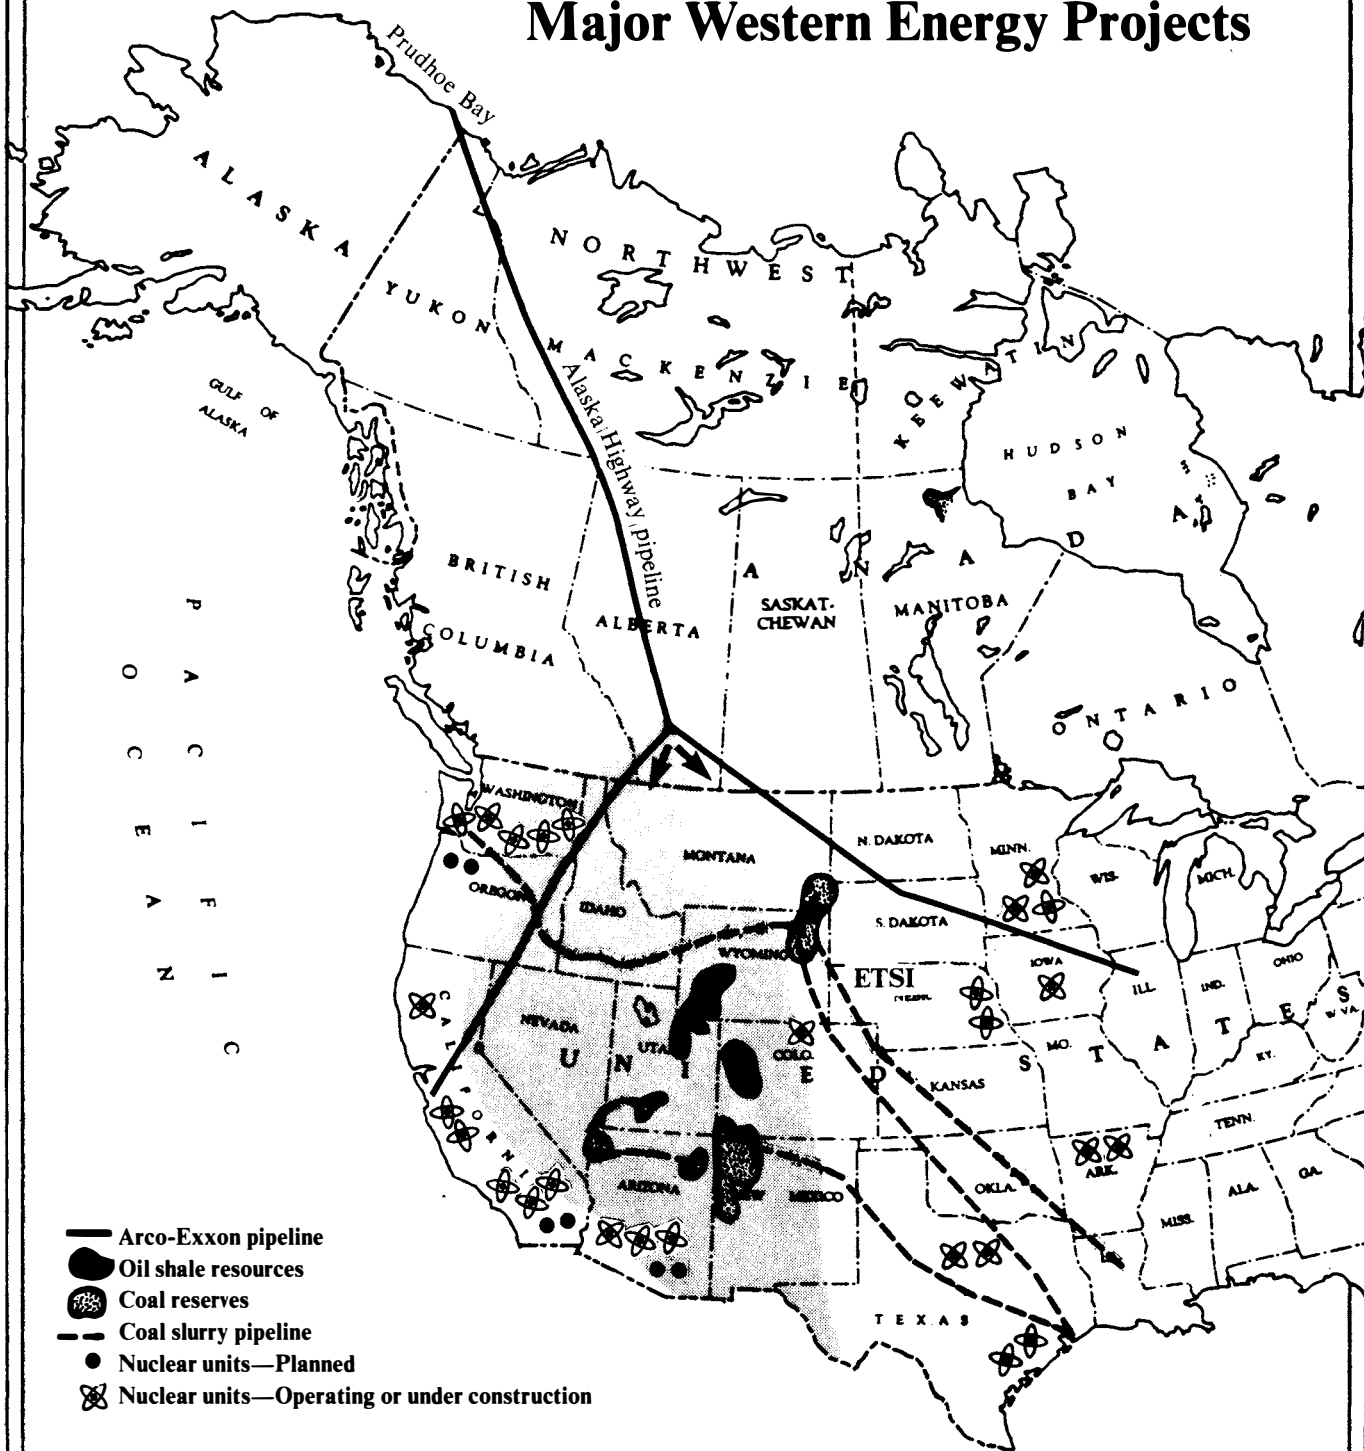 Major Western Energy Projects
Prudhoe Bay
ALASKA
YUKON
NORTHWEST
MACKENZIE
KEEWATIN
GULF OF
ALASKA
Alaska Highway pipeline
HUDSON
BAY
CANADA
BRITISH
COLUMBIA
ALBERTA
SASKAT-
CHEWAN
MANITOBA
ONTARIO
PACIFIC
OCEAN
WASHINGTON
OREGON
IDAHO
MONTANA
N. DAKOTA
S. DAKOTA
MINN.
WIS.
MICH.
WYOMING
ETSI
NEBR.
IOWA
ILL.
IND.
OHIO
W. VA.
NEVADA
UTAH
COLO.
KANSAS
MO.
KY.
UNITED STATES
CALIFORNIA
ARIZONA
NEW MEXICO
OKLA.
ARK.
TENN.
MISS.
ALA.
GA.
TEXAS
LA.
Arco-Exxon pipeline
Oil shale resources
Coal reserves
Coal slurry pipeline
Nuclear units—Planned
Nuclear units—Operating or under construction